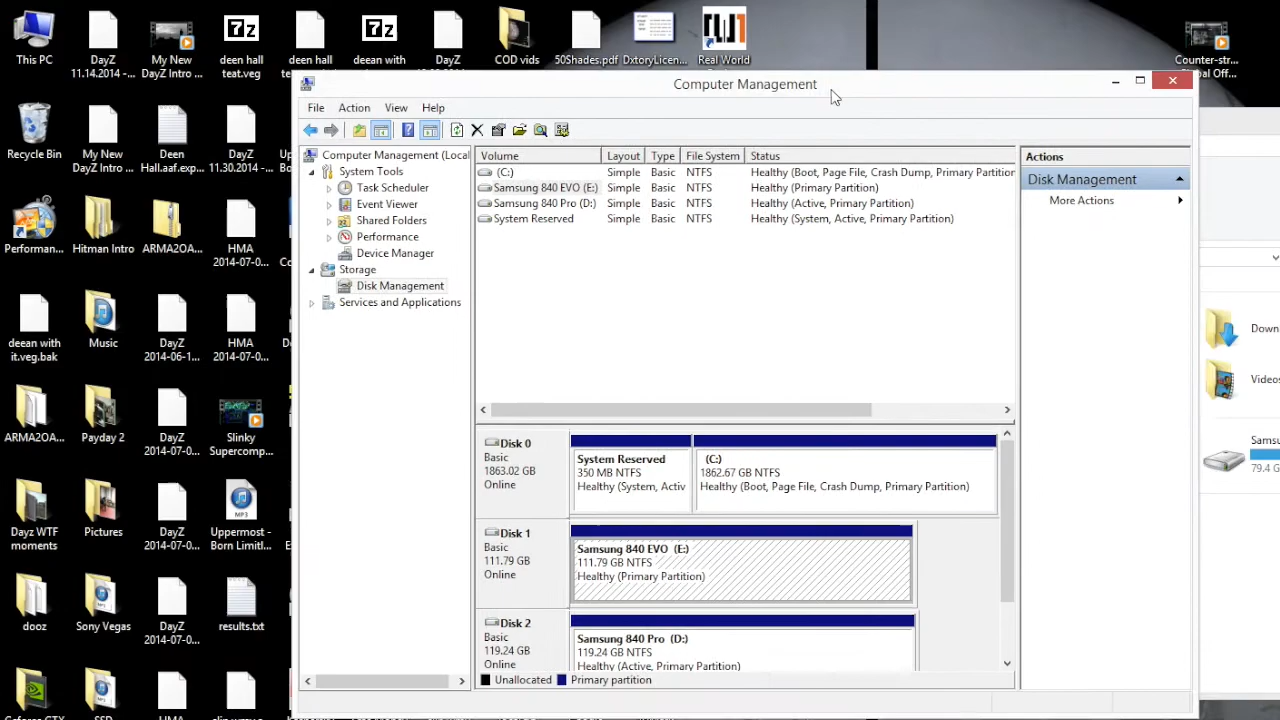 This PC
DayZ
11.14.2014 -...
My New
DayZ Intro ...
deen hall
teat.veg
deen hall
deean with
DayZ
COD vids
50Shades.pdf
DxtoryLicen...
Real World
Counter-str...
Global Off...
Recycle Bin
My New
DayZ Intro ...
Deen
Hall.aaf.exp...
DayZ
11.30.2014 -...
Performan...
Hitman Intro
ARMA2OA...
HMA
2014-07-0...
deean with
it.veg.bak
Music
DayZ
2014-06-1...
HMA
2014-07-0...
ARMA2OA...
Payday 2
DayZ
2014-07-0...
Slinky
Supercomp...
Dayz WTF
moments
Pictures
DayZ
2014-07-0...
Uppermost -
Born Limitl...
dooz
Sony Vegas
DayZ
2014-07-0...
results.txt
GeForce GTX
SSD
HMA
Computer Management
File Action View Help
Computer Management (Local
System Tools
Task Scheduler
Event Viewer
Shared Folders
Performance
Device Manager
Storage
Disk Management
Services and Applications
Volume Layout Type File System Status
(C:) Simple Basic NTFS Healthy (Boot, Page File, Crash Dump, Primary Partition
Samsung 840 EVO (E:) Simple Basic NTFS Healthy (Primary Partition)
Samsung 840 Pro (D:) Simple Basic NTFS Healthy (Active, Primary Partition)
System Reserved Simple Basic NTFS Healthy (System, Active, Primary Partition)
Disk 0
Basic
1863.02 GB
Online
System Reserved
350 MB NTFS
Healthy (System, Activ
(C:)
1862.67 GB NTFS
Healthy (Boot, Page File, Crash Dump, Primary Partition)
Disk 1
Basic
111.79 GB
Online
Samsung 840 EVO (E:)
111.79 GB NTFS
Healthy (Primary Partition)
Disk 2
Basic
119.24 GB
Online
Samsung 840 Pro (D:)
119.24 GB NTFS
Healthy (Active, Primary Partition)
Unallocated Primary partition
Actions
Disk Management
More Actions
Down
Videos
Samsu
79.4 G